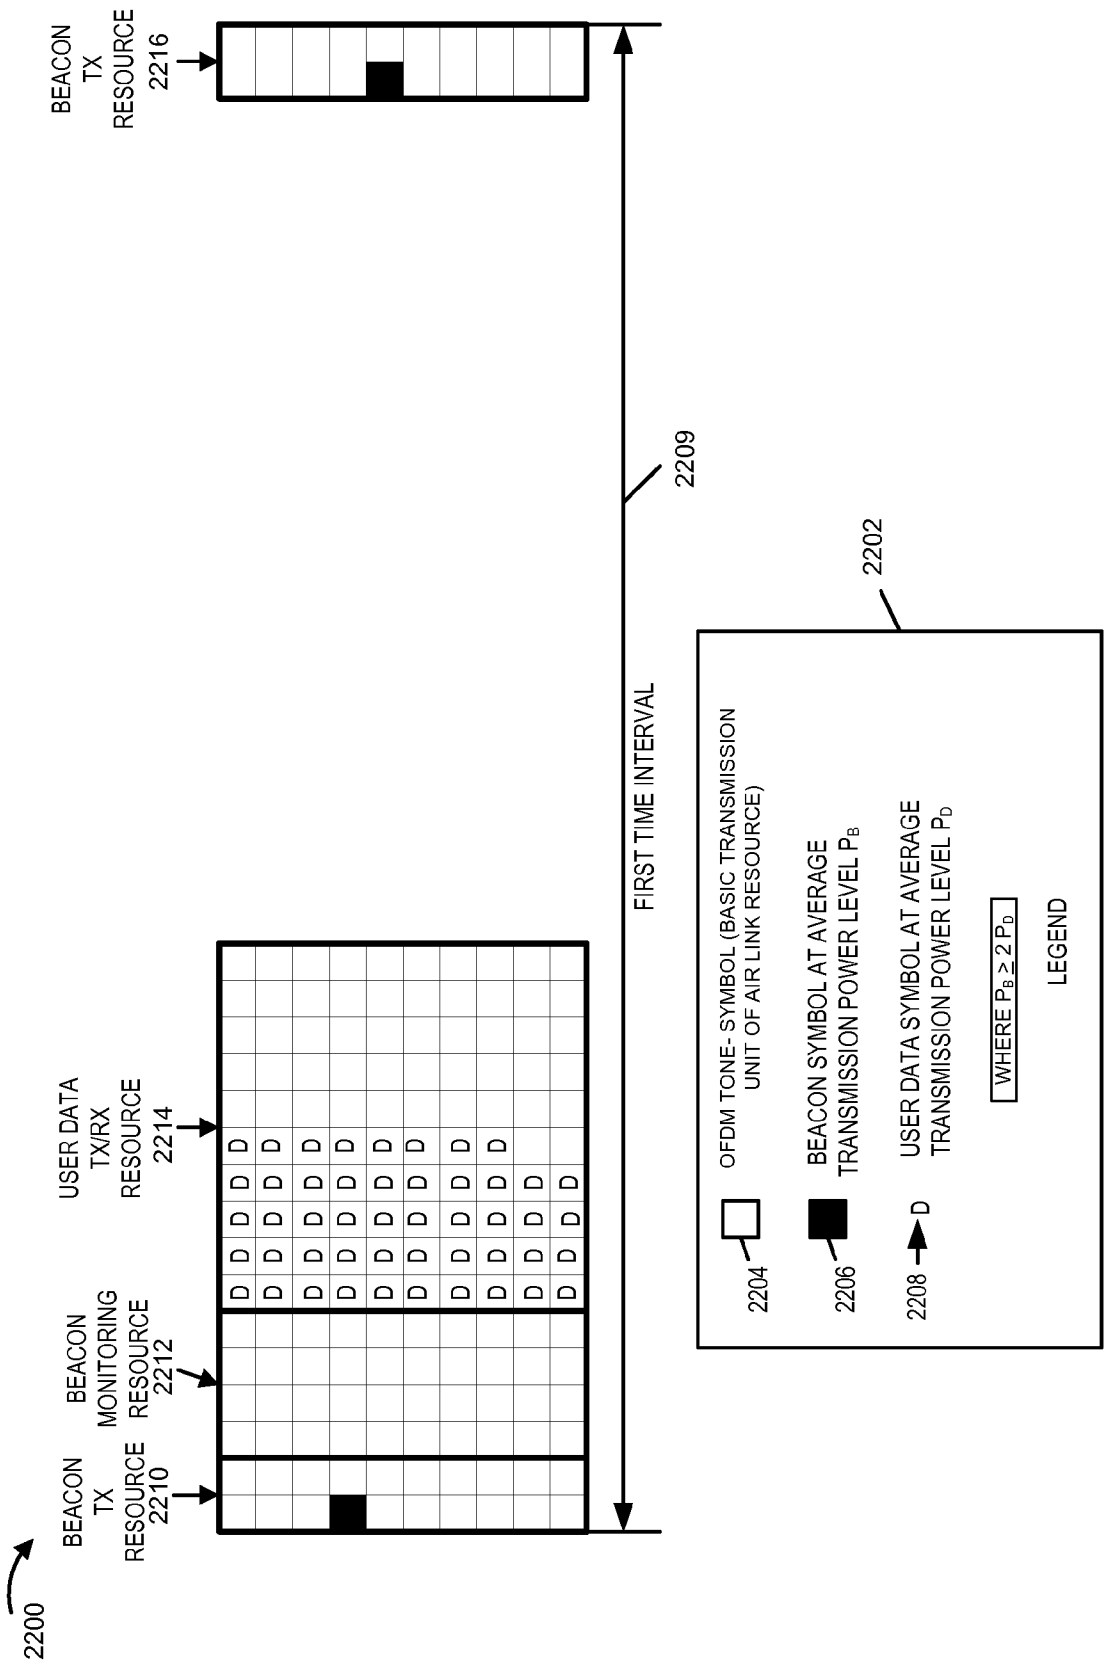 2200
BEACON
TX
RESOURCE
2210
BEACON
MONITORING
RESOURCE
2212
USER DATA
TX/RX
RESOURCE
2214
BEACON
TX
RESOURCE
2216
D D D D D
D D D D D
D D D D D
D D D D D
D D D D D
D D D D D
D D D D D
D D D D D
D D D D
D D D D
FIRST TIME INTERVAL
2209
2202
2204
OFDM TONE- SYMBOL (BASIC TRANSMISSION
UNIT OF AIR LINK RESOURCE)
2206
BEACON SYMBOL AT AVERAGE
TRANSMISSION POWER LEVEL PB
2208
D
USER DATA SYMBOL AT AVERAGE
TRANSMISSION POWER LEVEL PD
WHERE PB ≥ 2 PD
LEGEND